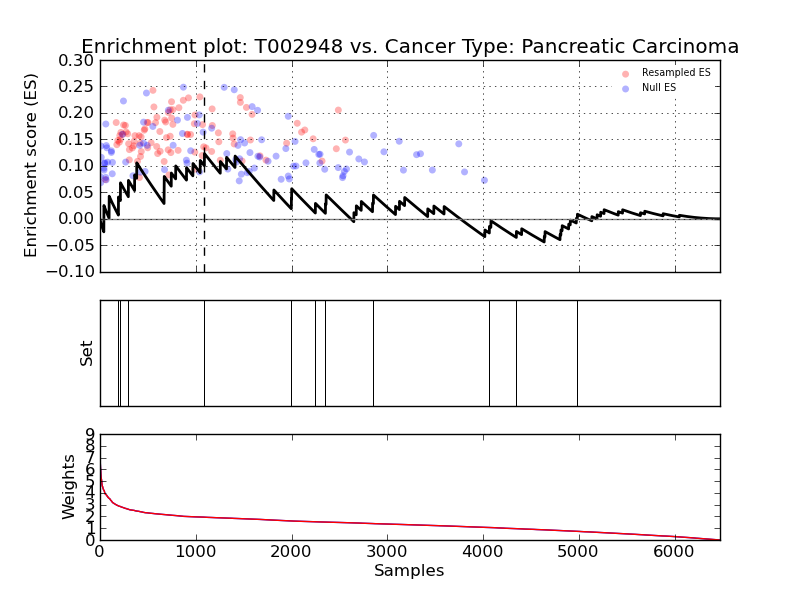 Enrichment plot: T002948 vs. Cancer Type: Pancreatic Carcinoma
Enrichment score (ES)
0.30
0.25
0.20
0.15
0.10
0.05
0.00
−0.05
−0.10
Resampled ES
Null ES
Set
Weights
9
8
7
6
5
4
3
2
1
0
0 1000 2000 3000 4000 5000 6000
Samples